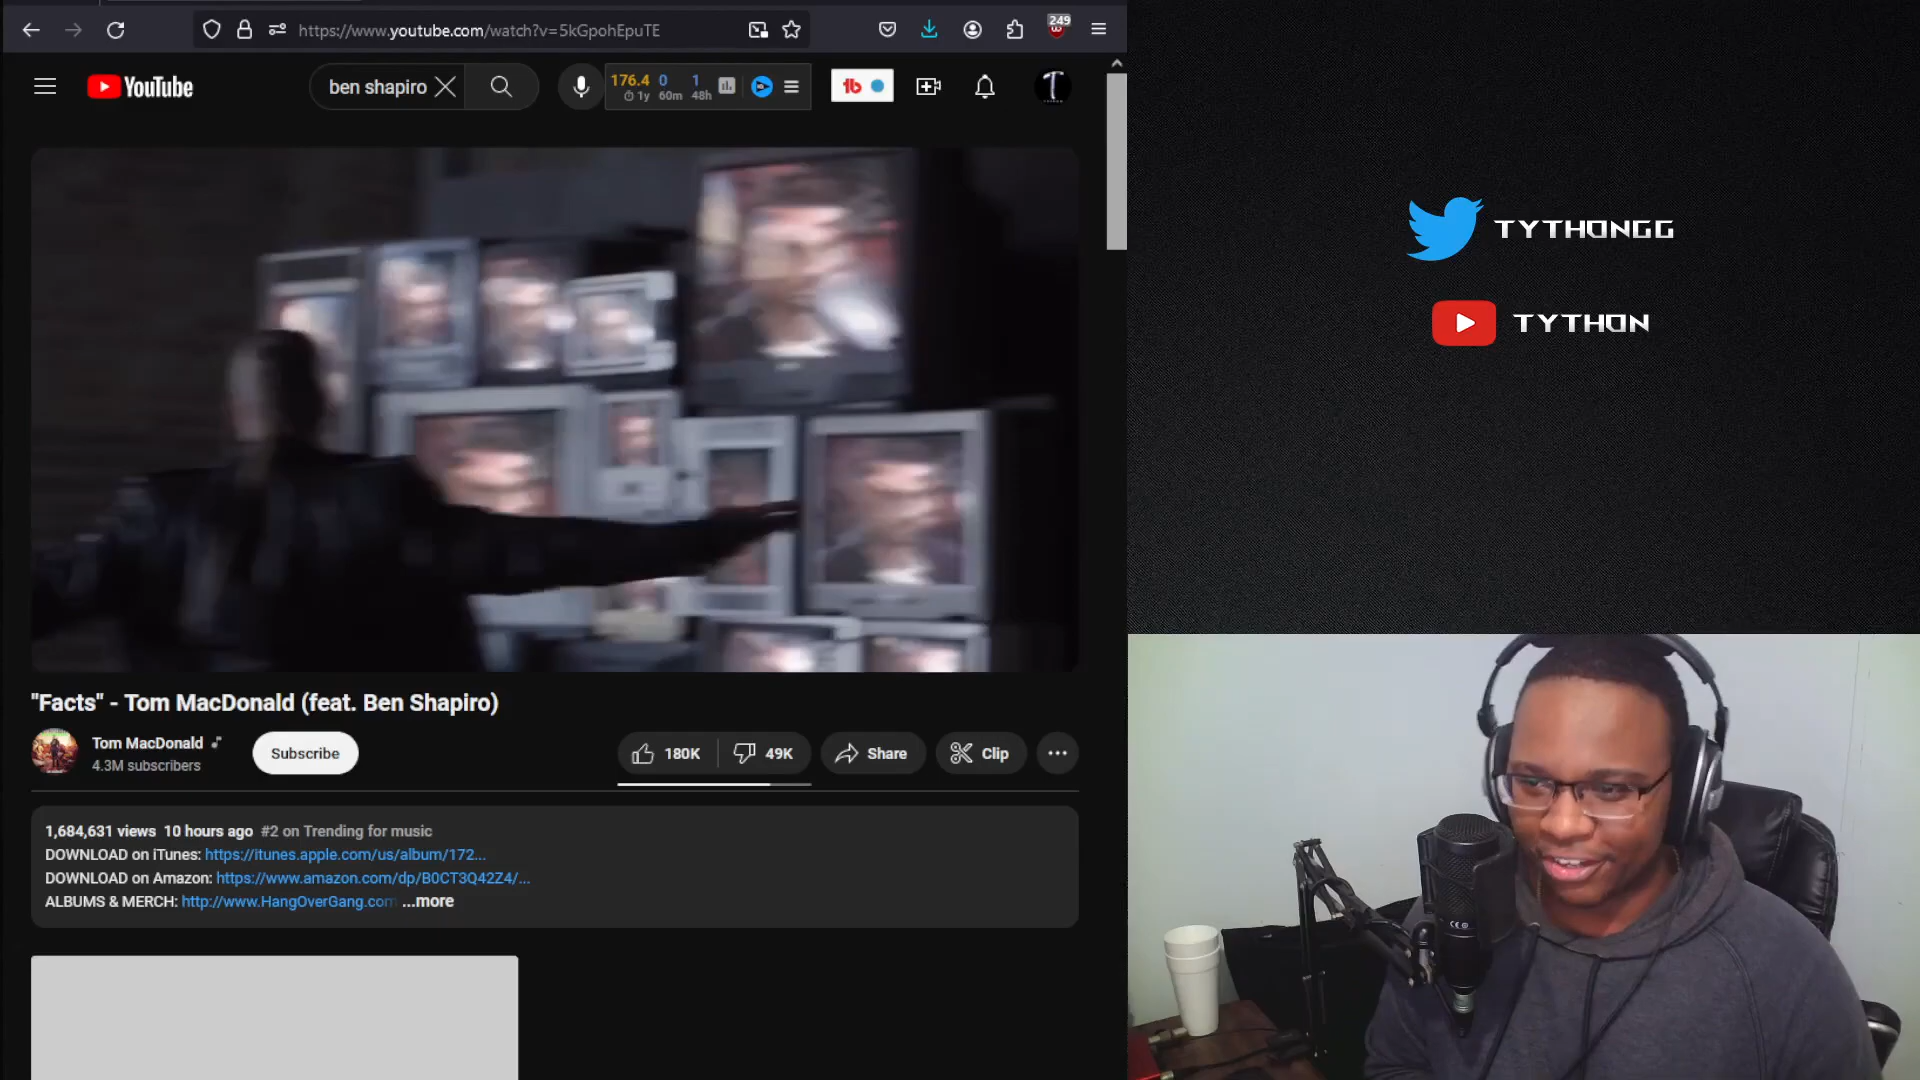 https://www.youtube.com/watch?v=5kGpohEpuTE
249
YouTube
ben shapiro
176.4 0 1
1y 60m 48h
tb
T
TYTHONGG
TYTHON
"Facts" - Tom MacDonald (feat. Ben Shapiro)
Tom MacDonald
4.3M subscribers
Subscribe
180K
49K
Share
Clip
1,684,631 views 10 hours ago #2 on Trending for music
DOWNLOAD on iTunes: https://itunes.apple.com/us/album/172...
DOWNLOAD on Amazon: https://www.amazon.com/dp/B0CT3Q42Z4/...
ALBUMS & MERCH: http://www.HangOverGang.com ...more